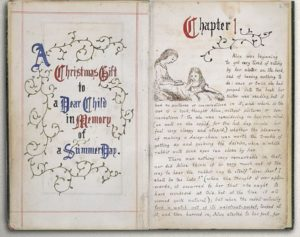 A
Christmas Gift
to
a Dear Child
in Memory
of
a Summer Day.
Chapter I
Alice was beginning
to get very tired of sitting
by her sister on the bank,
and of having nothing to
do: once or twice she had
peeped into the book her
sister was reading, but it
had no pictures or conversations in it, and where is the
use of a book, thought Alice, without pictures or
conversations? So she was considering in her own mind,
(as well as she could, for the hot day made her
feel very sleepy and stupid,) whether the pleasure
of making a daisy-chain was worth the trouble of
getting up and picking the daisies, when a white
rabbit with pink eyes ran close by her.
There was nothing very remarkable in that,
nor did Alice think it so very much out of the
way to hear the rabbit say to itself "dear, dear! I
shall be too late!" (when she thought it over after-
wards, it occurred to her that she ought to
have wondered at this, but at the time it all
seemed quite natural); but when the rabbit actually
took a watch out of its waistcoat-pocket, looked at
it, and then hurried on, Alice started to her feet, for